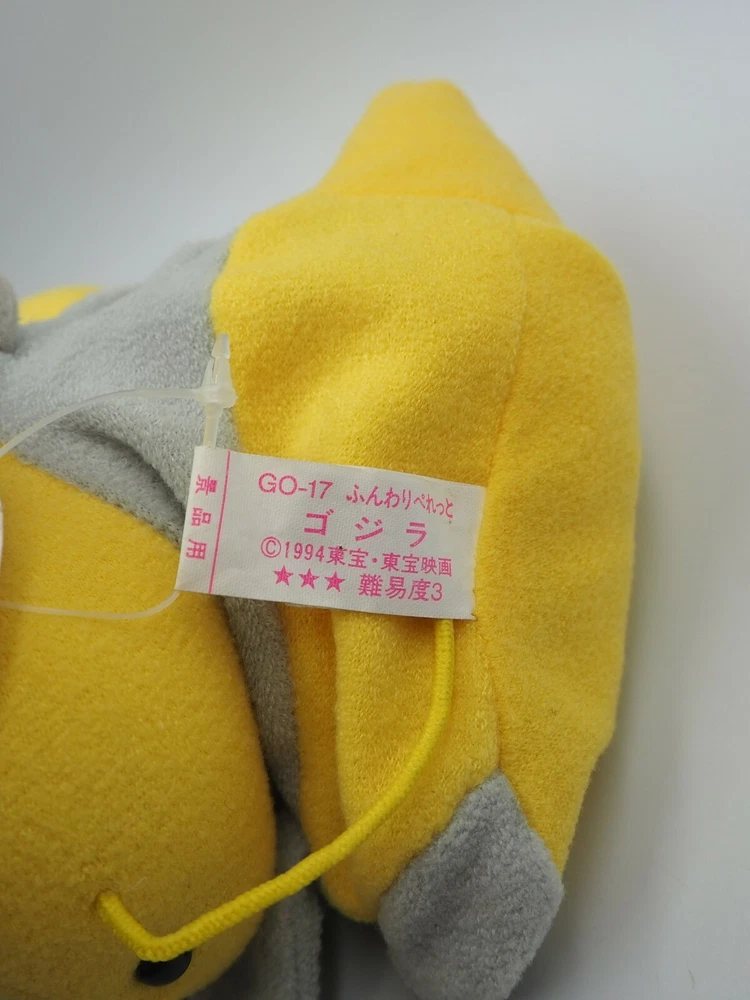 景品用
GO-17 ふんわりぺれっと
ゴジラ
©1994東宝・東宝映画
★★★ 難易度3